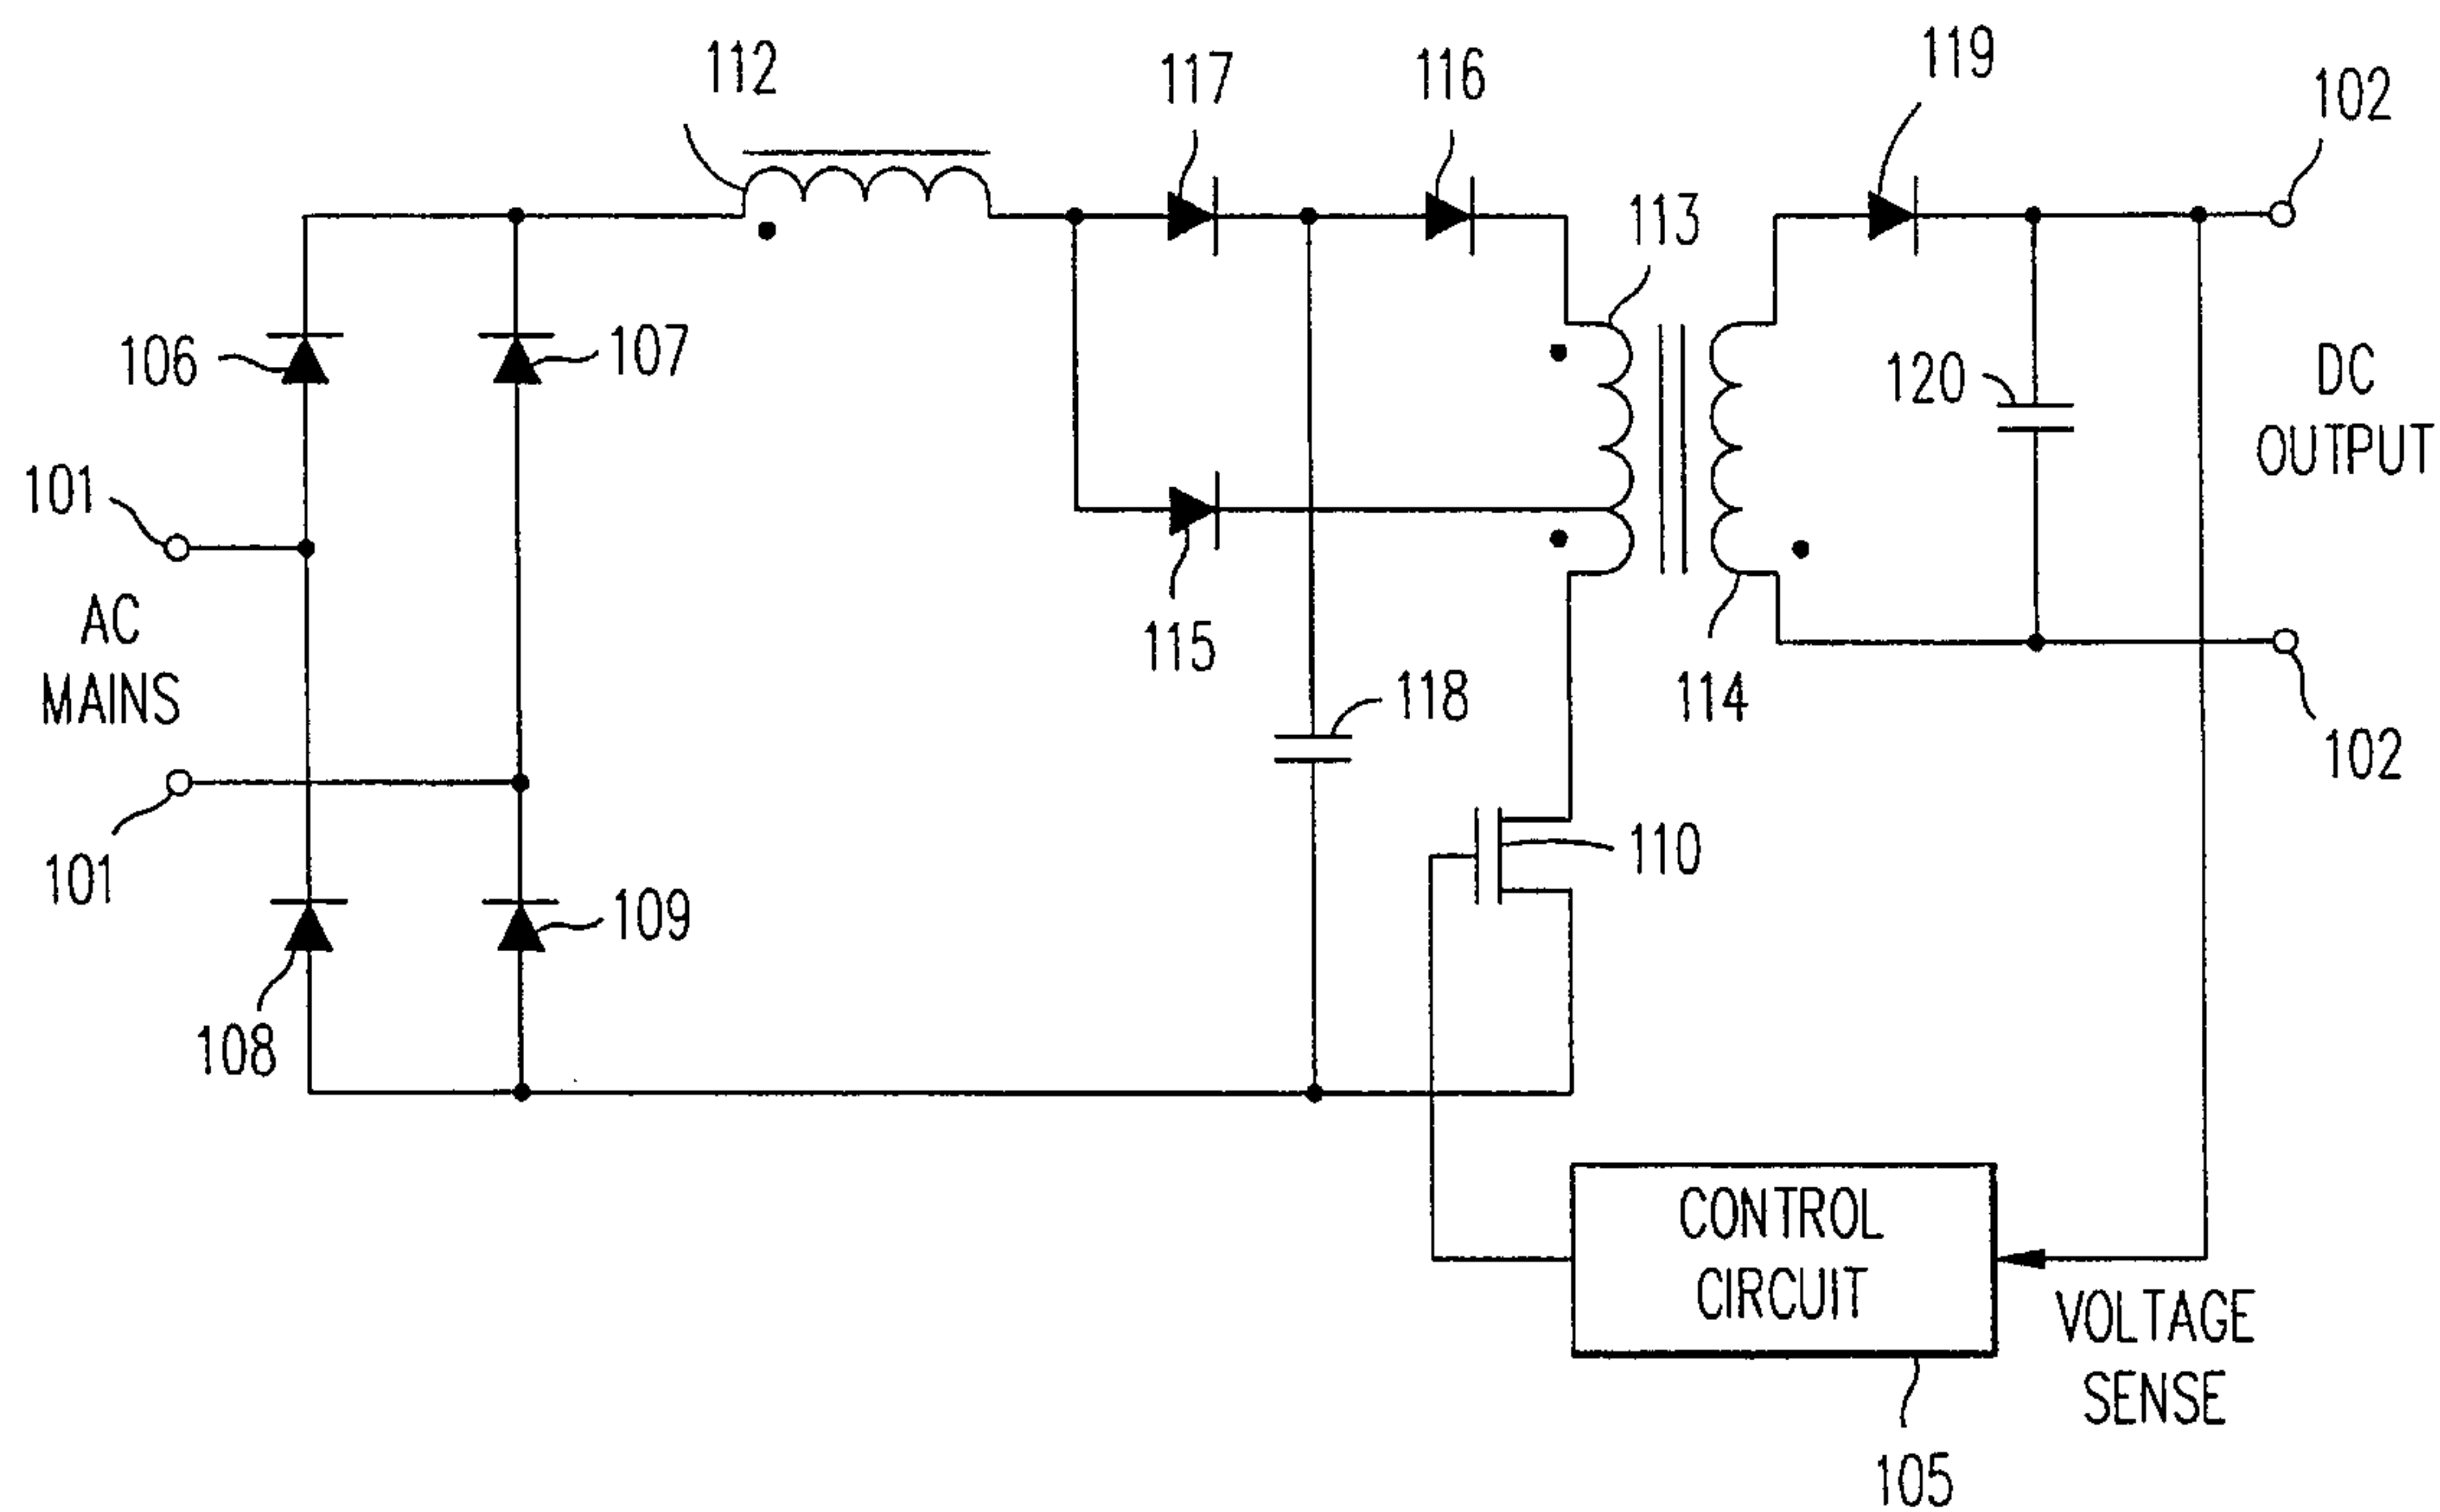 112
117
116
119
102
113
106
107
120
DC
OUTPUT
101
AC
MAINS
115
118
114
102
101
109
110
108
CONTROL
CIRCUIT
VOLTAGE
SENSE
105